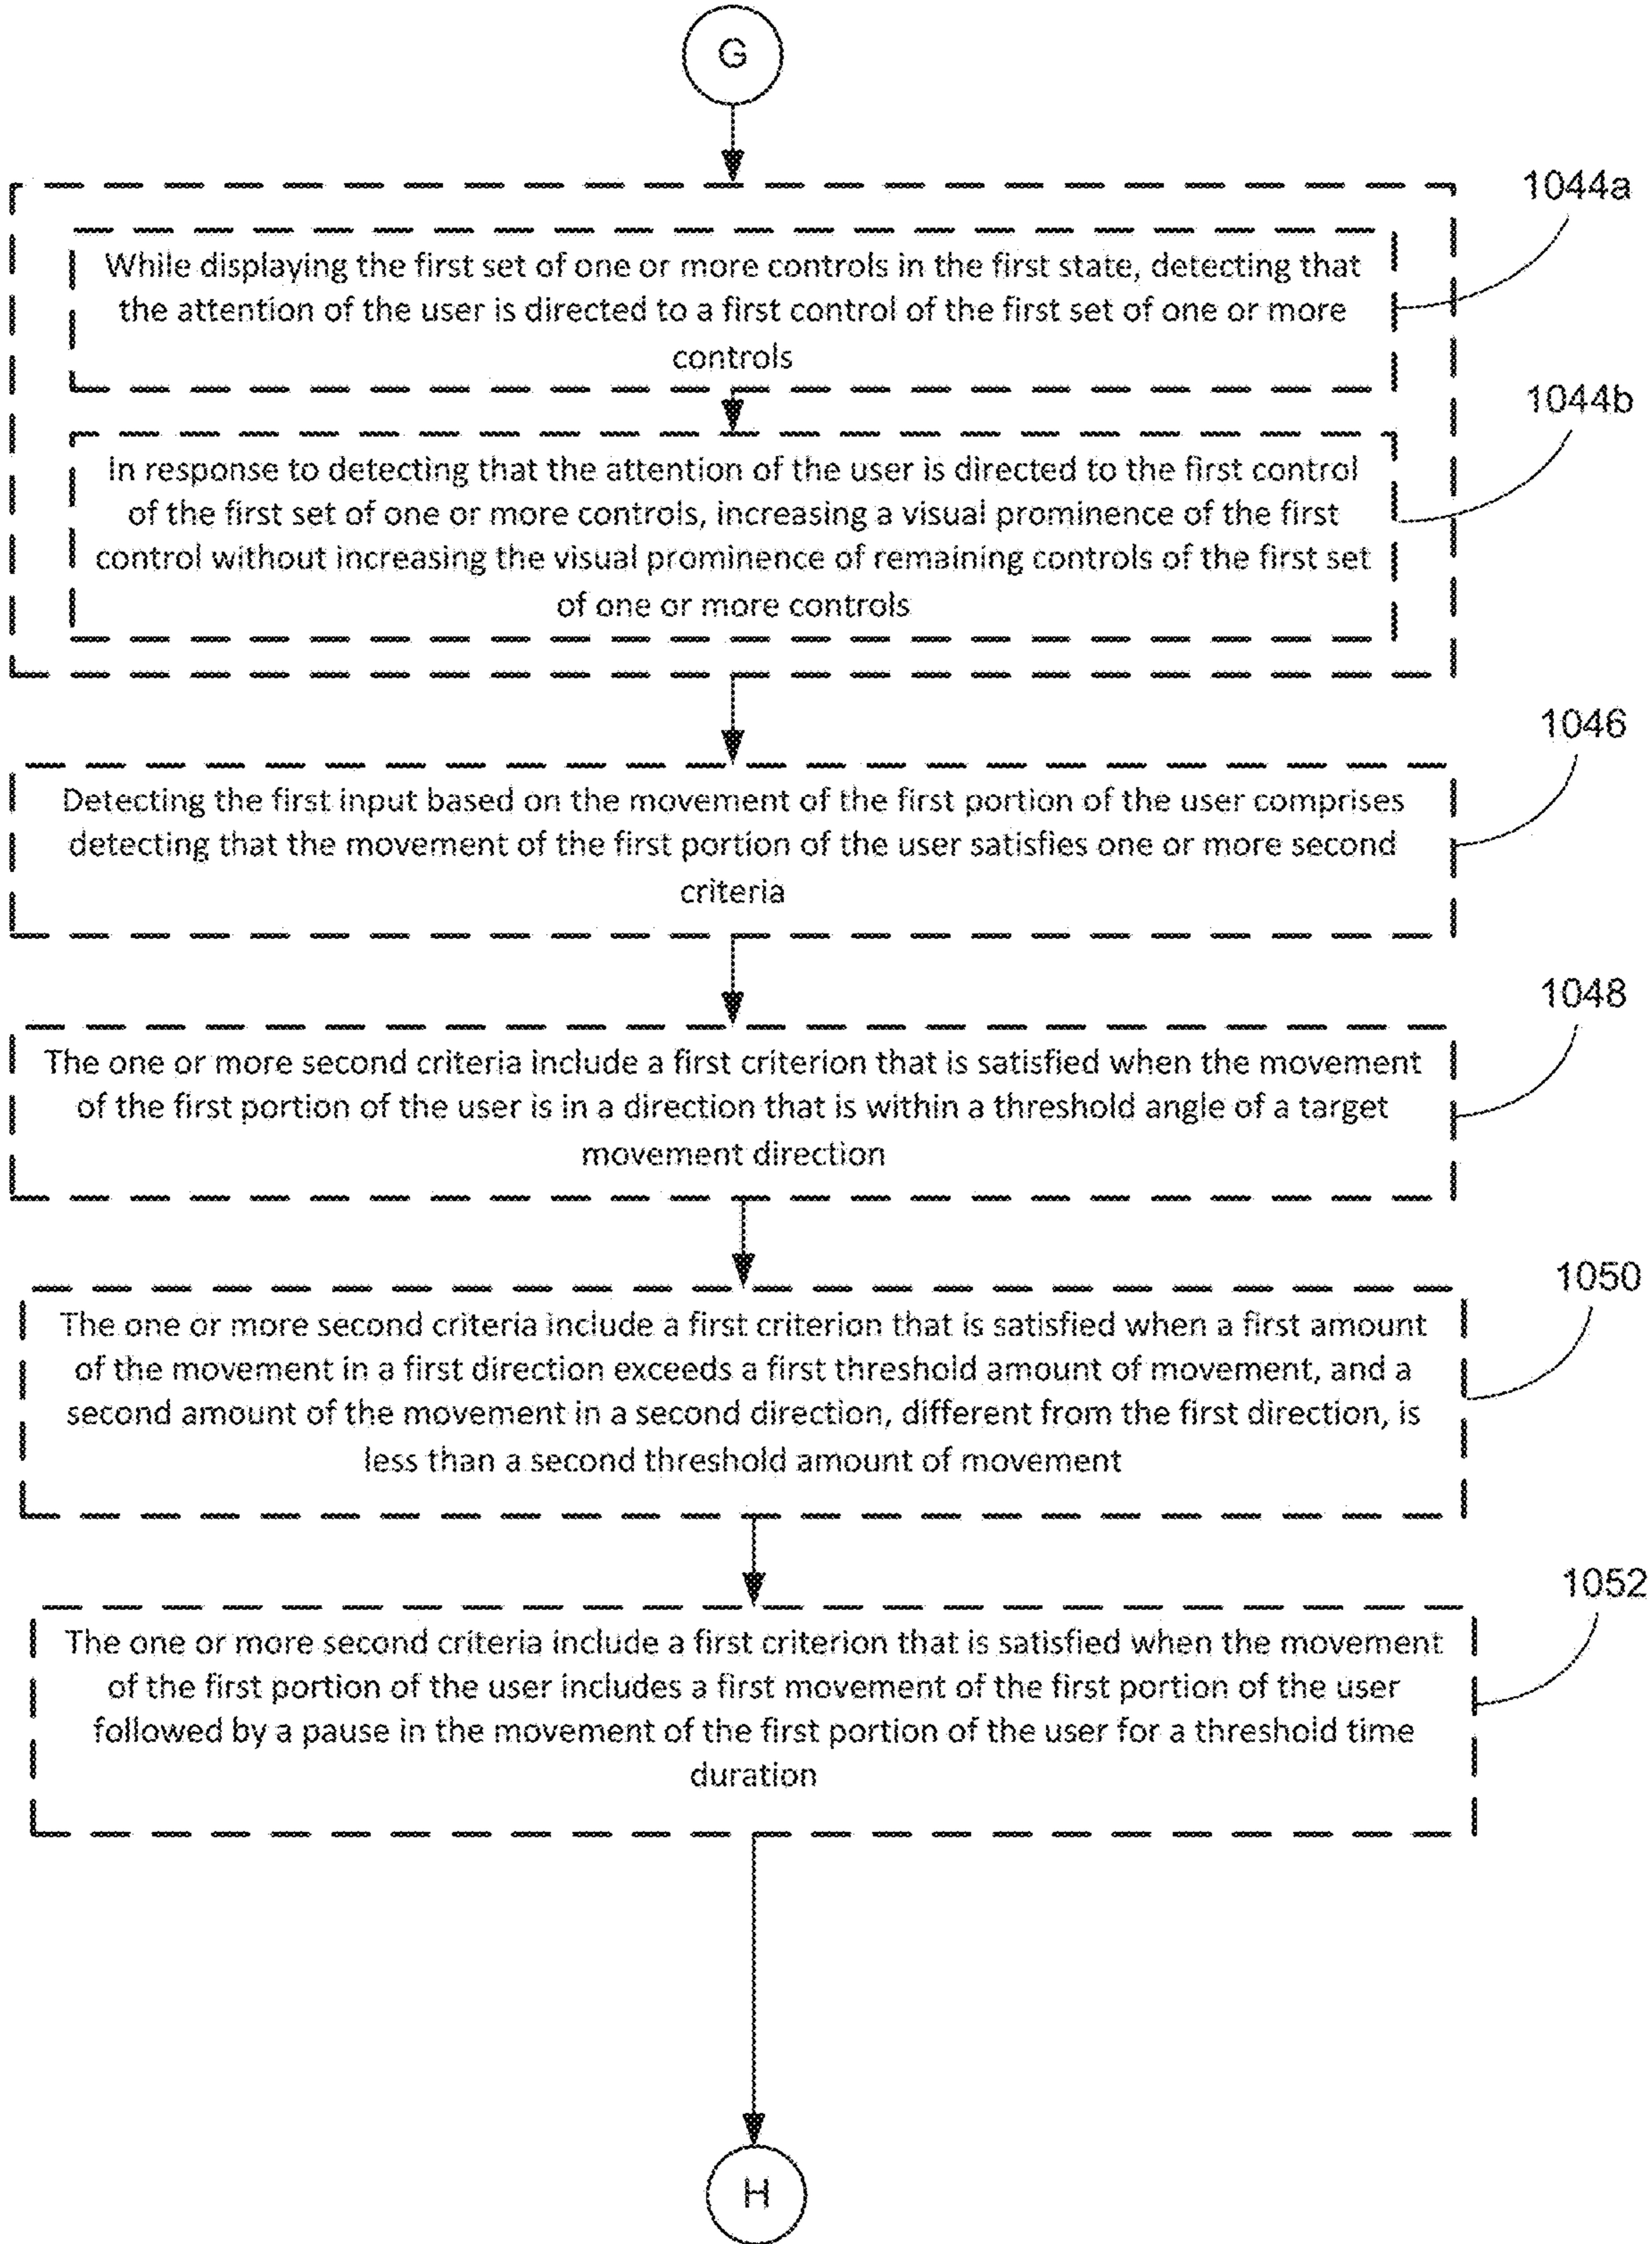 G
1044a
While displaying the first set of one or more controls in the first state, detecting that
the attention of the user is directed to a first control of the first set of one or more
controls
1044b
In response to detecting that the attention of the user is directed to the first control
of the first set of one or more controls, increasing a visual prominence of the first
control without increasing the visual prominence of remaining controls of the first set
of one or more controls
1046
Detecting the first input based on the movement of the first portion of the user comprises
detecting that the movement of the first portion of the user satisfies one or more second
criteria
1048
The one or more second criteria include a first criterion that is satisfied when the movement
of the first portion of the user is in a direction that is within a threshold angle of a target
movement direction
1050
The one or more second criteria include a first criterion that is satisfied when a first amount
of the movement in a first direction exceeds a first threshold amount of movement, and a
second amount of the movement in a second direction, different from the first direction, is
less than a second threshold amount of movement
1052
The one or more second criteria include a first criterion that is satisfied when the movement
of the first portion of the user includes a first movement of the first portion of the user
followed by a pause in the movement of the first portion of the user for a threshold time
duration
H